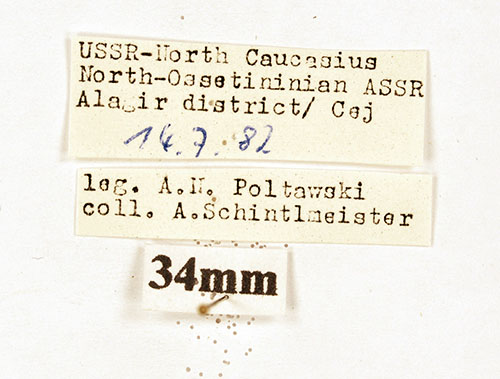 USSR-North Caucasius
North-Ossetininian ASSR
Alagir district/ Cej
14.7.82
leg. A.N. Poltawski
coll. A.Schintlmeister
34mm